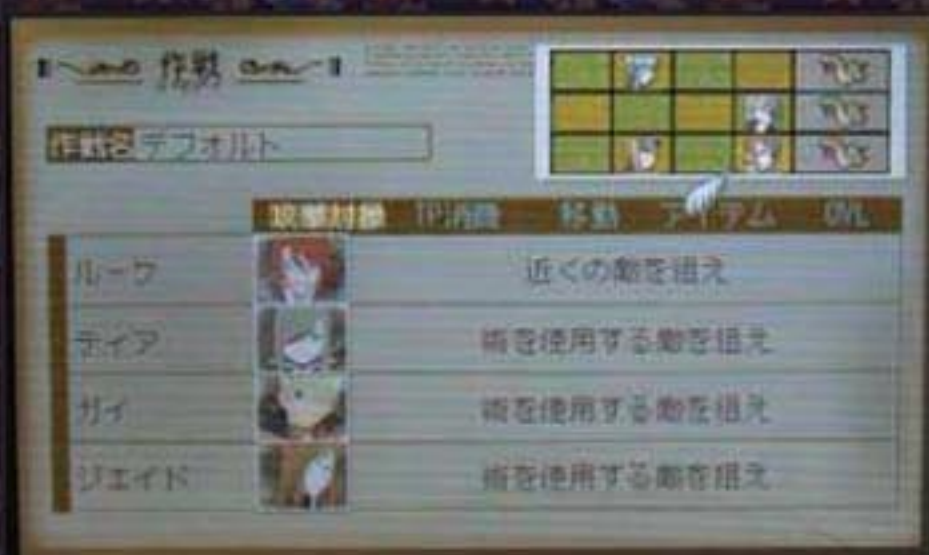 作戦
作戦名 デフォルト
攻撃対象 TP消費 移動 アイテム OVL
ルーク 近くの敵を狙え
ティア 術を使用する敵を狙え
ガイ 術を使用する敵を狙え
ジェイド 術を使用する敵を狙え